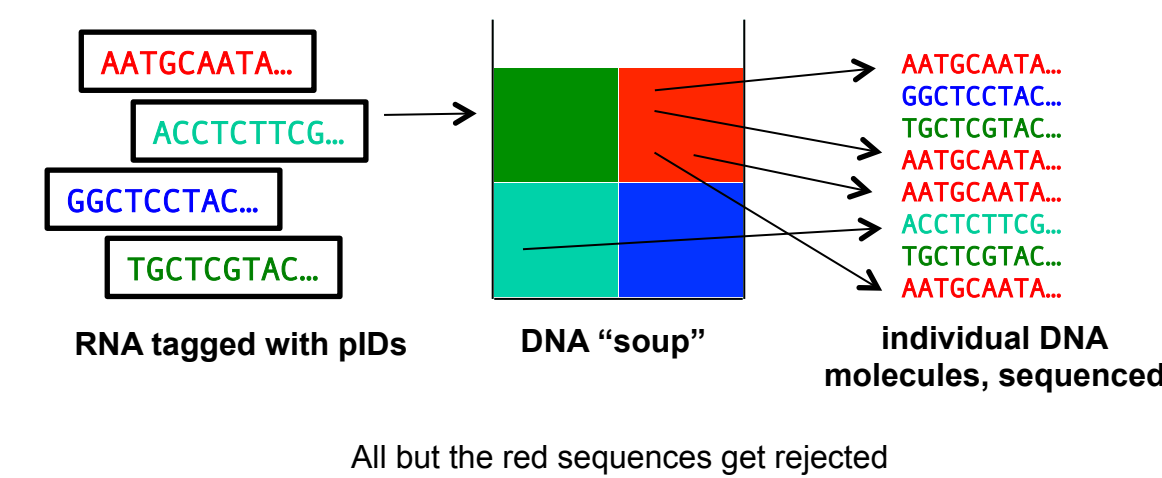 AATGCAATA…
ACCTCTTCG…
GGCTCCTAC…
TGCTCGTAC…
RNA tagged with pIDs
DNA “soup”
AATGCAATA…
GGCTCCTAC…
TGCTCGTAC…
AATGCAATA…
AATGCAATA…
ACCTCTTCG…
TGCTCGTAC…
AATGCAATA…
individual DNA
molecules, sequenced
All but the red sequences get rejected